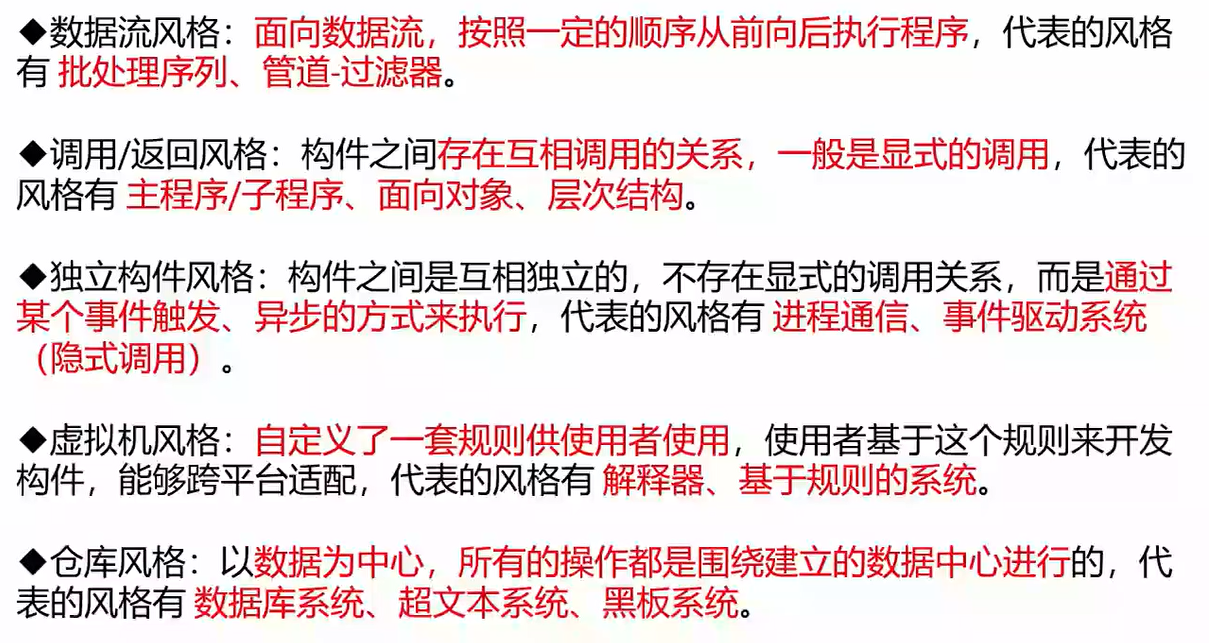 ◆数据流风格：面向数据流，按照一定的顺序从前向后执行程序，代表的风格
有 批处理序列、管道-过滤器。
◆调用/返回风格：构件之间存在互相调用的关系，一般是显式的调用，代表的
风格有 主程序/子程序、面向对象、层次结构。
◆独立构件风格：构件之间是互相独立的，不存在显式的调用关系，而是通过
某个事件触发、异步的方式来执行，代表的风格有 进程通信、事件驱动系统
（隐式调用）。
◆虚拟机风格：自定义了一套规则供使用者使用，使用者基于这个规则来开发
构件，能够跨平台适配，代表的风格有 解释器、基于规则的系统。
◆仓库风格：以数据为中心，所有的操作都是围绕建立的数据中心进行的，代
表的风格有 数据库系统、超文本系统、黑板系统。